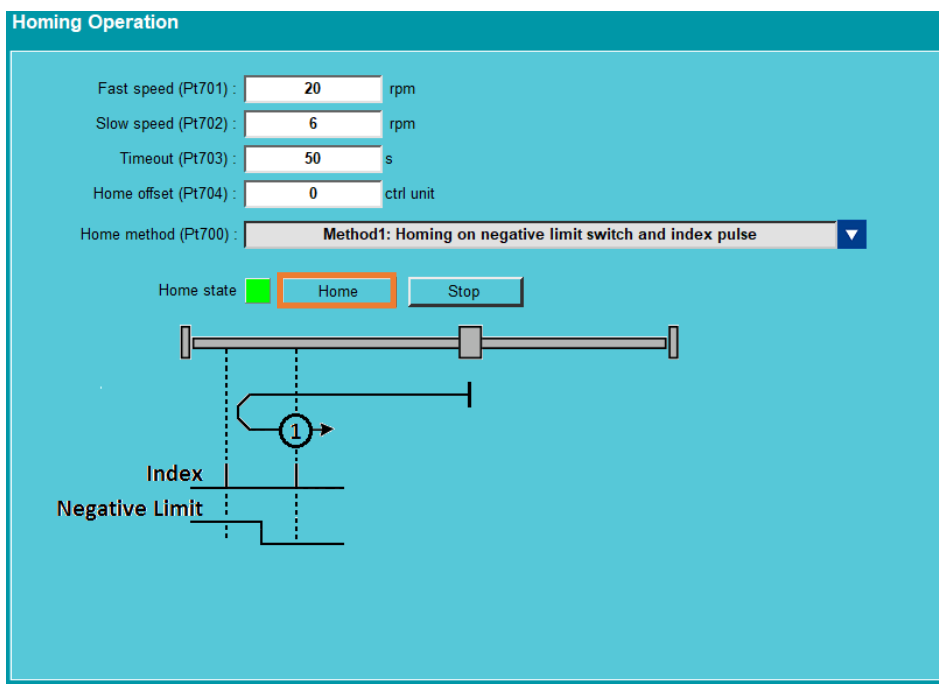 Homing Operation
Fast speed (Pt701) : 20 rpm
Slow speed (Pt702) : 6 rpm
Timeout (Pt703) : 50 s
Home offset (Pt704) : 0 ctrl unit
Home method (Pt700) : Method1: Homing on negative limit switch and index pulse
Home state Home Stop
1
Index
Negative Limit